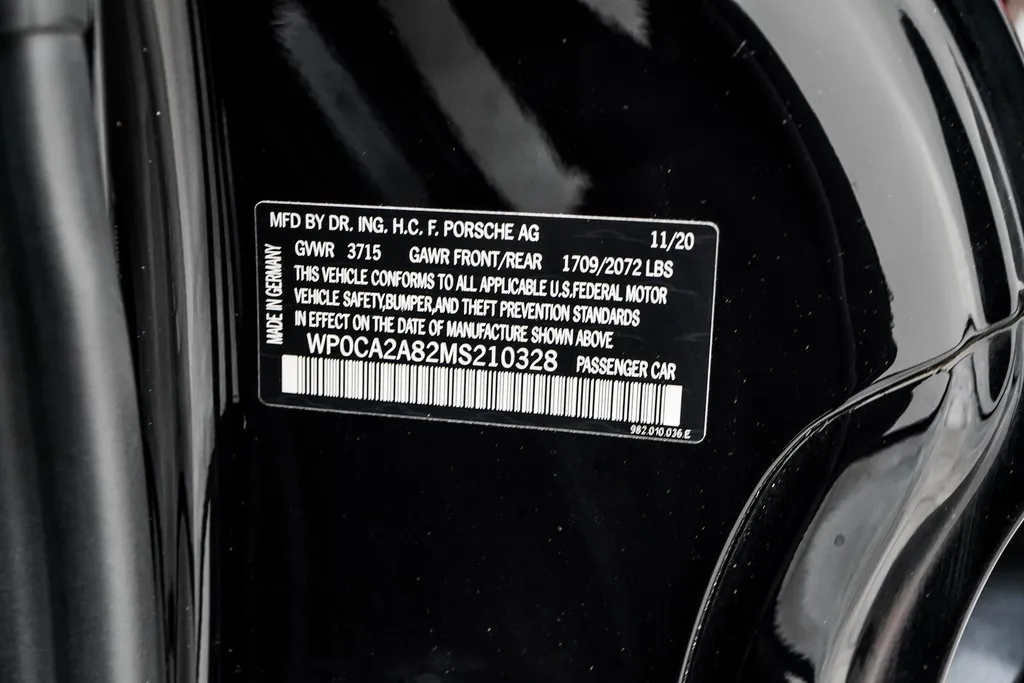 MFD BY DR. ING. H.C. F. PORSCHE AG 11/20
GVWR 3715 GAWR FRONT/REAR 1709/2072 LBS
THIS VEHICLE CONFORMS TO ALL APPLICABLE U.S.FEDERAL MOTOR
VEHICLE SAFETY,BUMPER,AND THEFT PREVENTION STANDARDS
IN EFFECT ON THE DATE OF MANUFACTURE SHOWN ABOVE
MADE IN GERMANY
WP0CA2A82MS210328 PASSENGER CAR
982.010.036.E